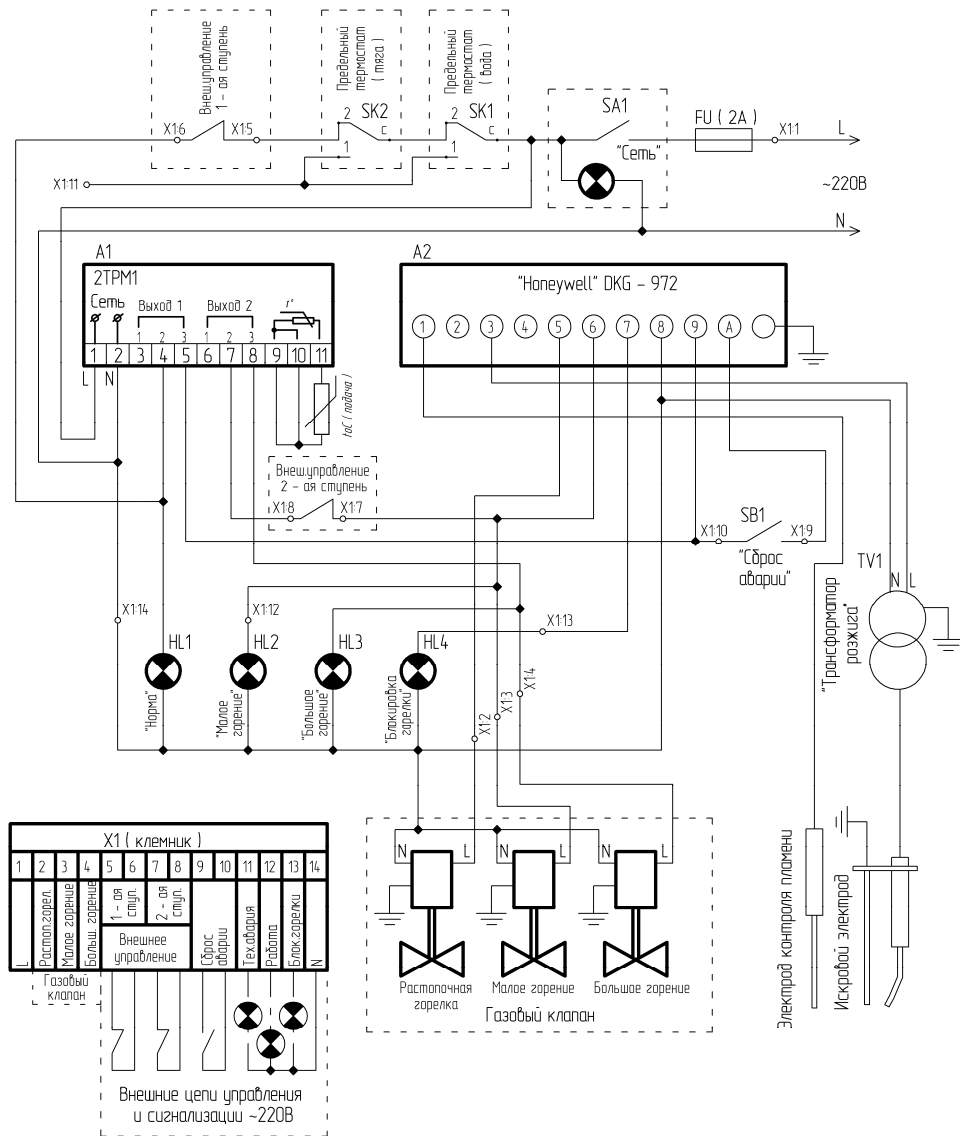 Внеш.управление
1 - ая ступень
Предельный
термостат
( тяга )
Предельный
термостат
( вода )
X1:6
X1:5
2
SK2
c
1
2
SK1
c
1
SA1
"Сеть"
FU ( 2А )
X1:1
L
~220В
N
X1:11
A1
2ТРМ1
Сеть
Выход 1
Выход 2
t°
1 2 3 1 2 3
1 2 3 4 5 6 7 8 9 10 11
L N
A2
"Honeywell" DKG - 972
1 2 3 4 5 6 7 8 9 A
( подача )
Внеш.управление
2 - ая ступень
X1:8
X1:7
X1:10
SB1
X1:9
"Сброс
аварии"
TV1
N L
"Трансформатор
розжига"
X1:14
X1:12
X1:13
HL1
HL2
HL3
HL4
"Норма"
"Малое
горение"
"Большое
горение"
"Блокировка
горелки"
X1:2
X1:3
X1:4
X1 ( клемник )
1 2 3 4 5 6 7 8 9 10 11 12 13 14
L
Растоп.горел.
Малое горение
Больш. горение
1 - ая
ступ.
2 - ая
ступ.
Внешнее
управление
Сброс
аварии
Тех.авария
Работа
Блок.горелки
N
Газовый
клапан
Внешние цепи управления
и сигнализации ~220В
N L N L N L
Растопочная
горелка
Малое горение
Большое горение
Газовый клапан
Электрод контроля пламени
Искровой электрод